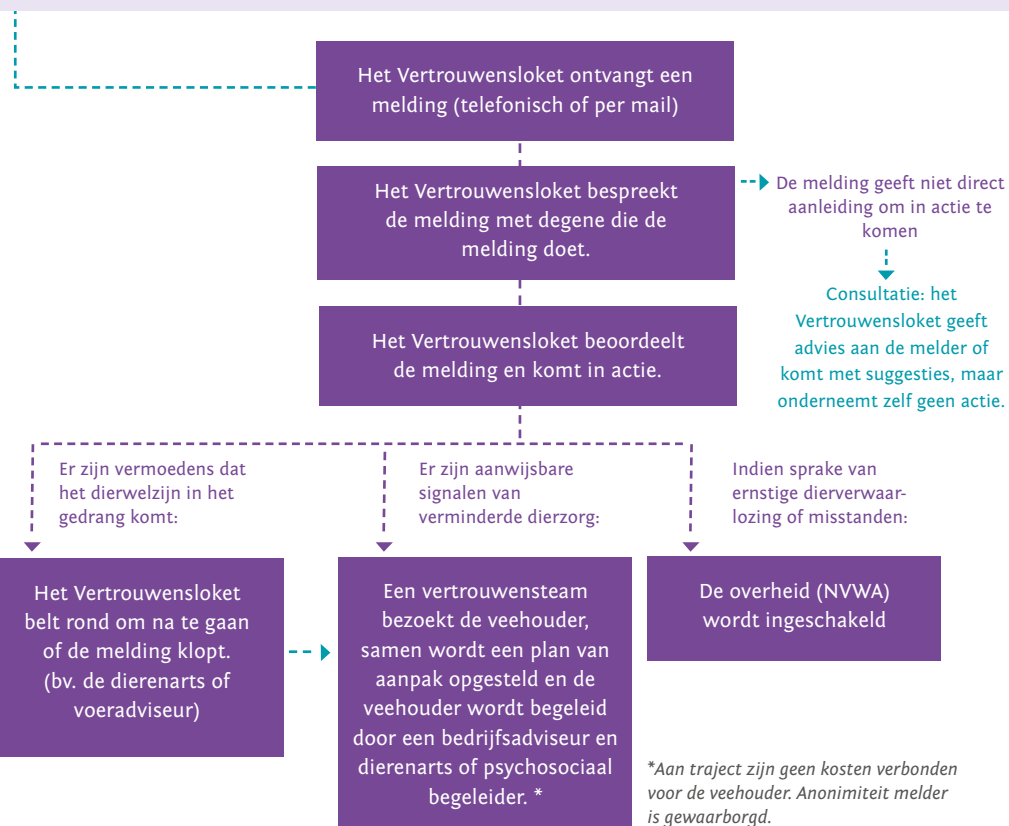 Het Vertrouwensloket ontvangt een
melding (telefonisch of per mail)
Het Vertrouwensloket bespreekt
de melding met degene die de
melding doet.
De melding geeft niet direct
aanleiding om in actie te
komen
Consultatie: het
Vertrouwensloket geeft
advies aan de melder of
komt met suggesties, maar
onderneemt zelf geen actie.
Het Vertrouwensloket beoordeelt
de melding en komt in actie.
Er zijn vermoedens dat
het dierwelzijn in het
gedrang komt:
Er zijn aanwijsbare
signalen van
verminderde dierzorg:
Indien sprake van
ernstige dierverwaar-
lozing of misstanden:
Het Vertrouwensloket
belt rond om na te gaan
of de melding klopt.
(bv. de dierenarts of
voeradviseur)
Een vertrouwensteam
bezoekt de veehouder,
samen wordt een plan van
aanpak opgesteld en de
veehouder wordt begeleid
door een bedrijfsadviseur en
dierenarts of psychosociaal
begeleider. *
De overheid (NVWA)
wordt ingeschakeld
*Aan traject zijn geen kosten verbonden
voor de veehouder. Anonimiteit melder
is gewaarborgd.